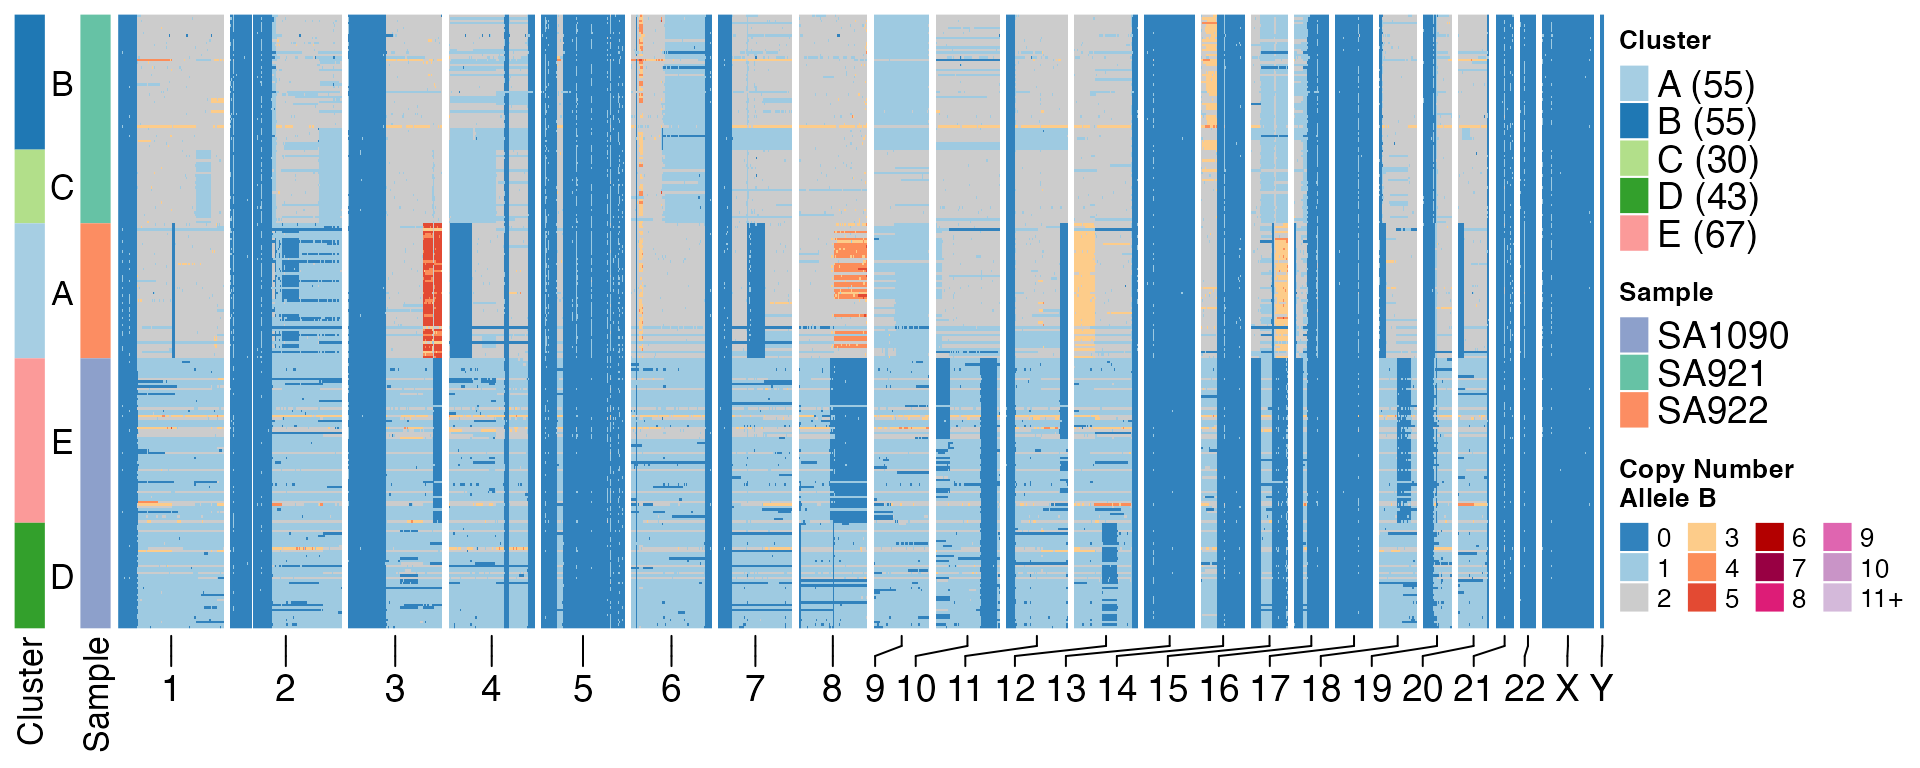 B
C
A
E
D
Cluster
Sample
1 2 3 4 5 6 7 8 9 10 11 12 13 14 15 16 17 18 19 20 21 22 X Y
Cluster
A (55)
B (55)
C (30)
D (43)
E (67)
Sample
SA1090
SA921
SA922
Copy Number
Allele B
0 3 6 9
1 4 7 10
2 5 8 11+